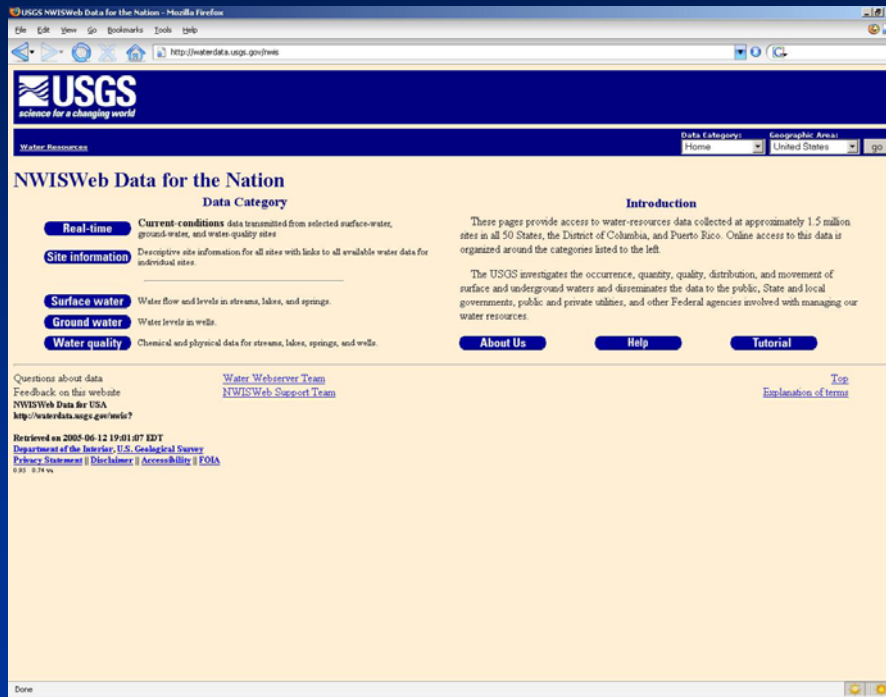 USGS NWISWeb Data for the Nation - Mozilla Firefox
File Edit View Go Bookmarks Tools Help
http://waterdata.usgs.gov/nwis
USGS
science for a changing world
Water Resources
Data Category:
Home
Geographic Area:
United States
go
NWISWeb Data for the Nation
Data Category
Real-time
Current-conditions data transmitted from selected surface-water,
ground-water, and water-quality sites
Site information
Descriptive site information for all sites with links to all available water data for
individual sites.
Surface water
Water flow and levels in streams, lakes, and springs.
Ground water
Water levels in wells.
Water quality
Chemical and physical data for streams, lakes, springs, and wells.
Introduction
These pages provide access to water-resources data collected at approximately 1.5 million
sites in all 50 States, the District of Columbia, and Puerto Rico. Online access to this data is
organized around the categories listed to the left.
The USGS investigates the occurrence, quantity, quality, distribution, and movement of
surface and underground waters and disseminates the data to the public, State and local
governments, public and private utilities, and other Federal agencies involved with managing our
water resources.
About Us
Help
Tutorial
Questions about data
Water Webserver Team
Top
Feedback on this website
NWISWeb Support Team
Explanation of terms
NWISWeb Data for USA
http://waterdata.usgs.gov/nwis?
Retrieved on 2005-06-12 19:01:07 EDT
Department of the Interior, U.S. Geological Survey
Privacy Statement || Disclaimer || Accessibility || FOIA
Done